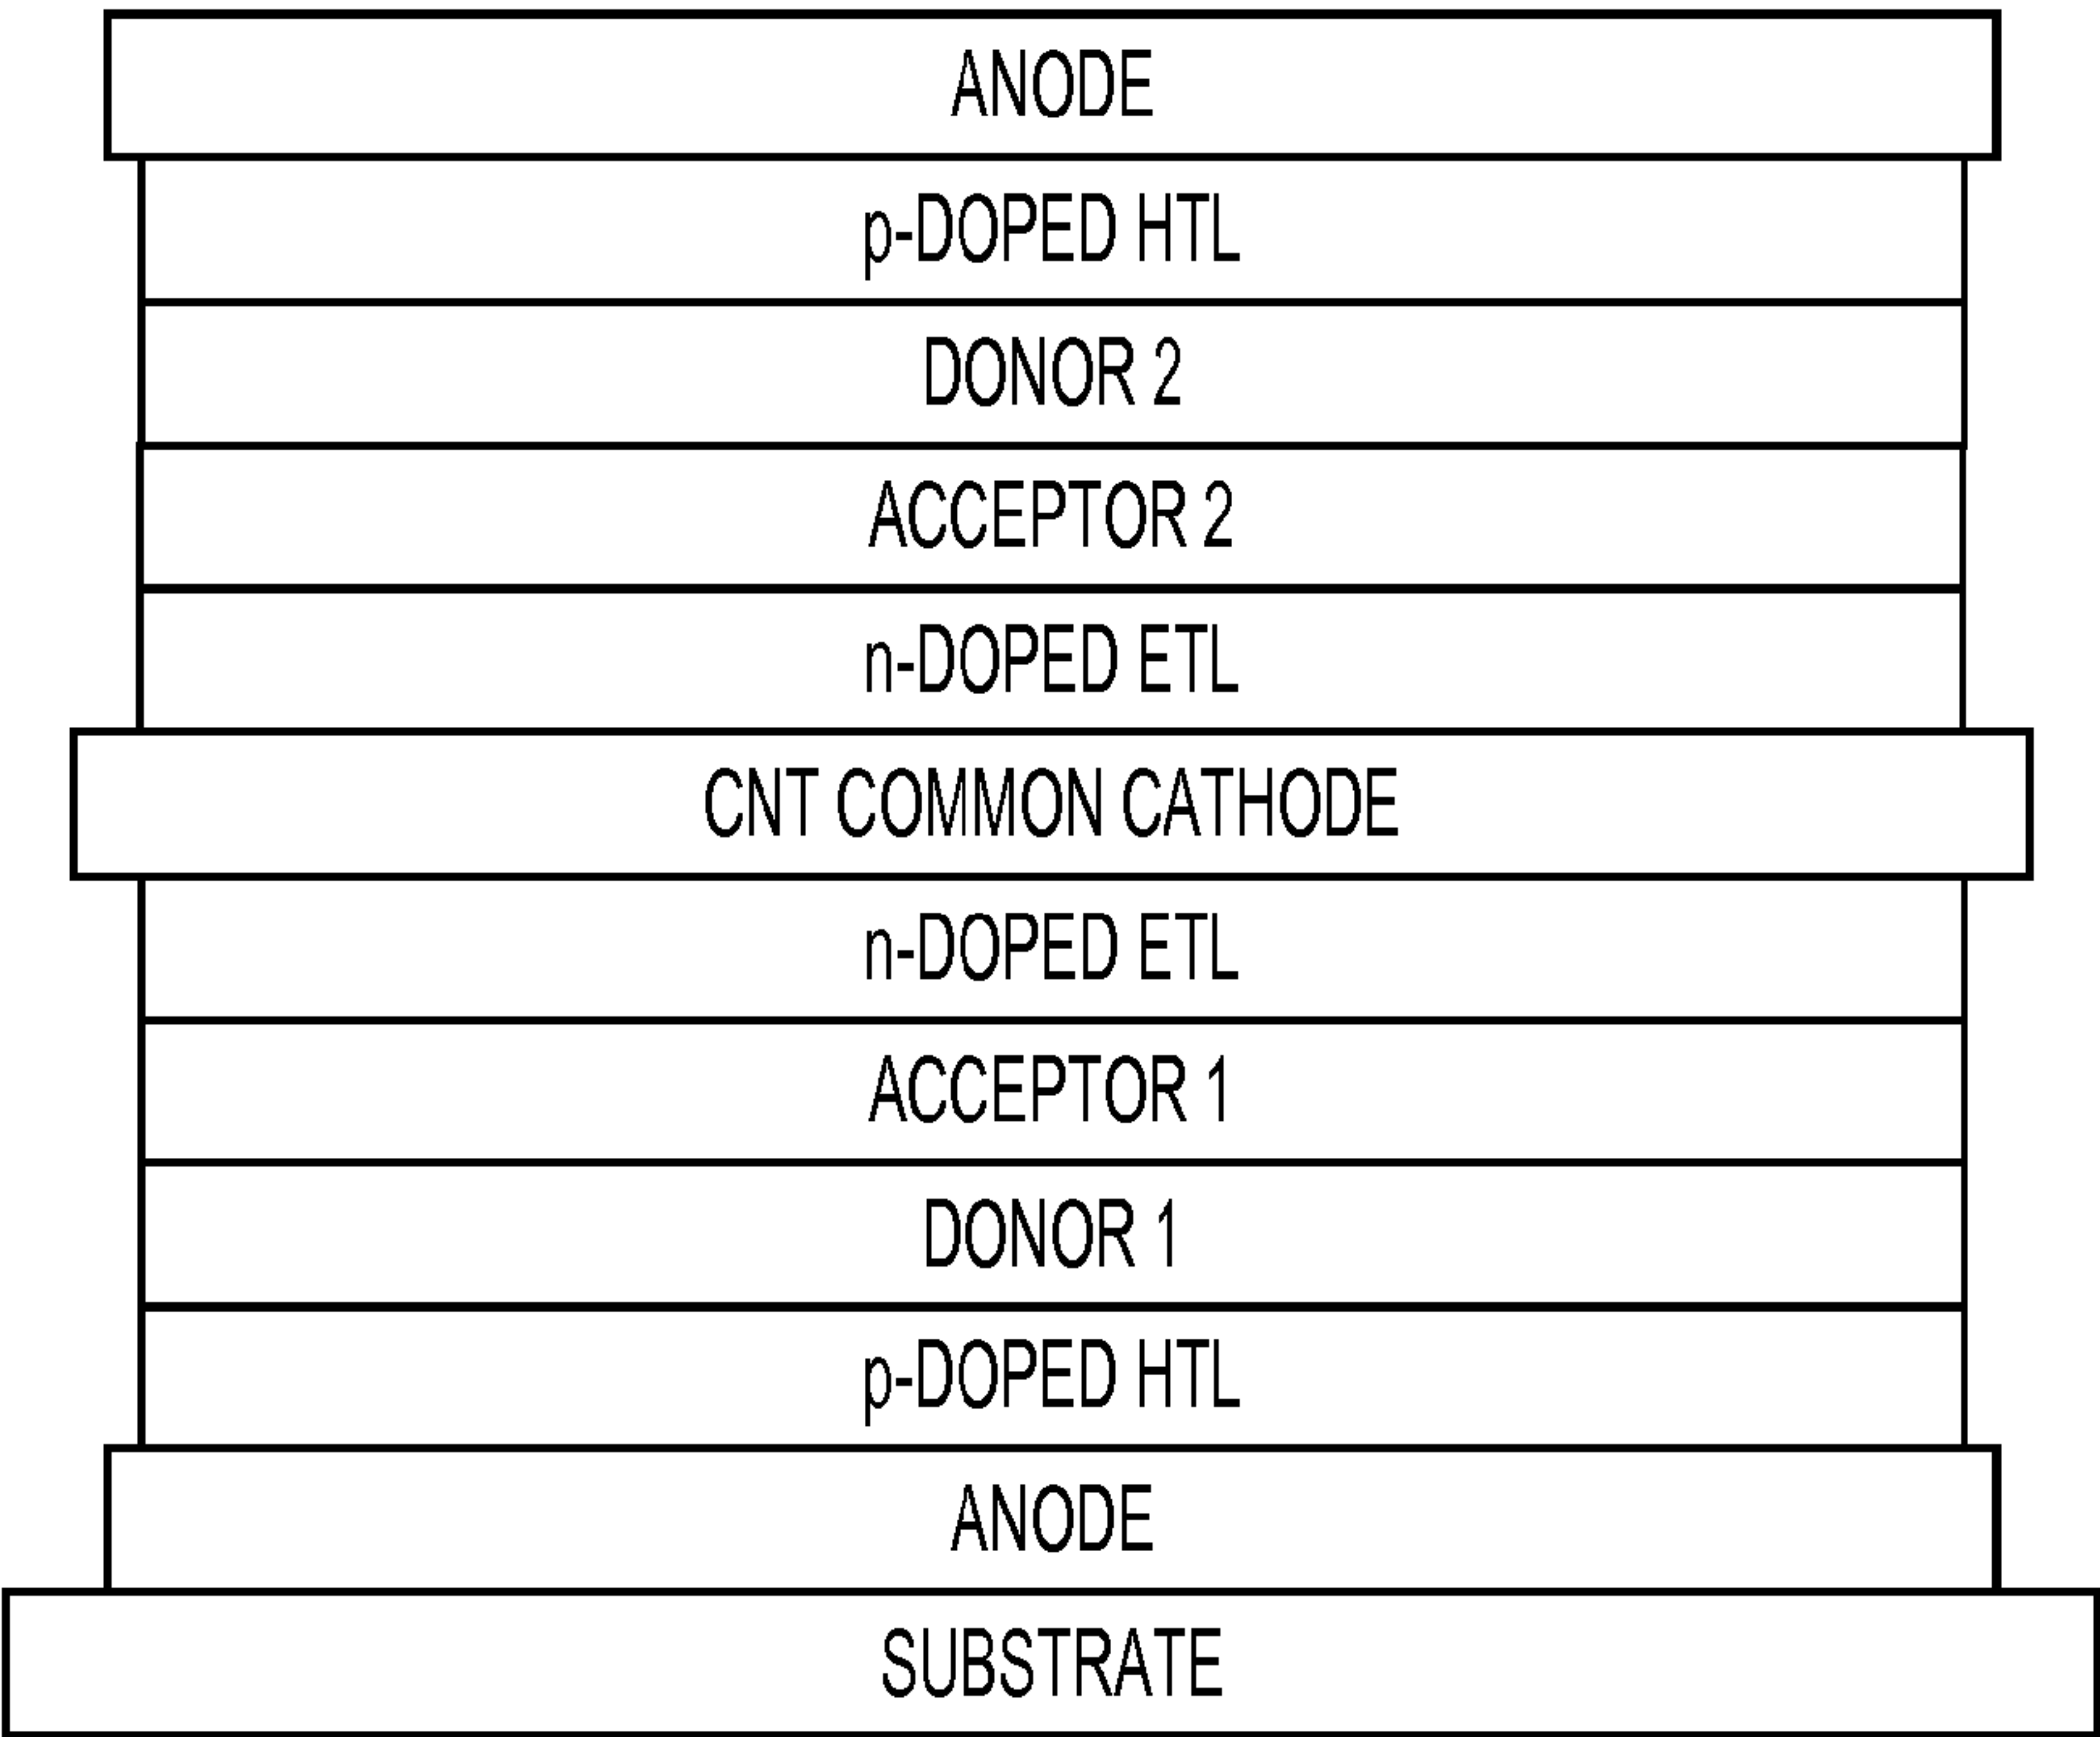 ANODE
p-DOPED HTL
DONOR 2
ACCEPTOR 2
n-DOPED ETL
CNT COMMON CATHODE
n-DOPED ETL
ACCEPTOR 1
DONOR 1
p-DOPED HTL
ANODE
SUBSTRATE